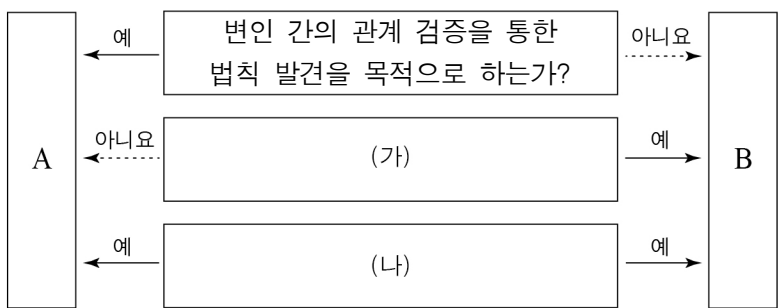 변인 간의 관계 검증을 통한
법칙 발견을 목적으로 하는가?
예
아니요
A
B
아니요
(가)
예
예
(나)
예